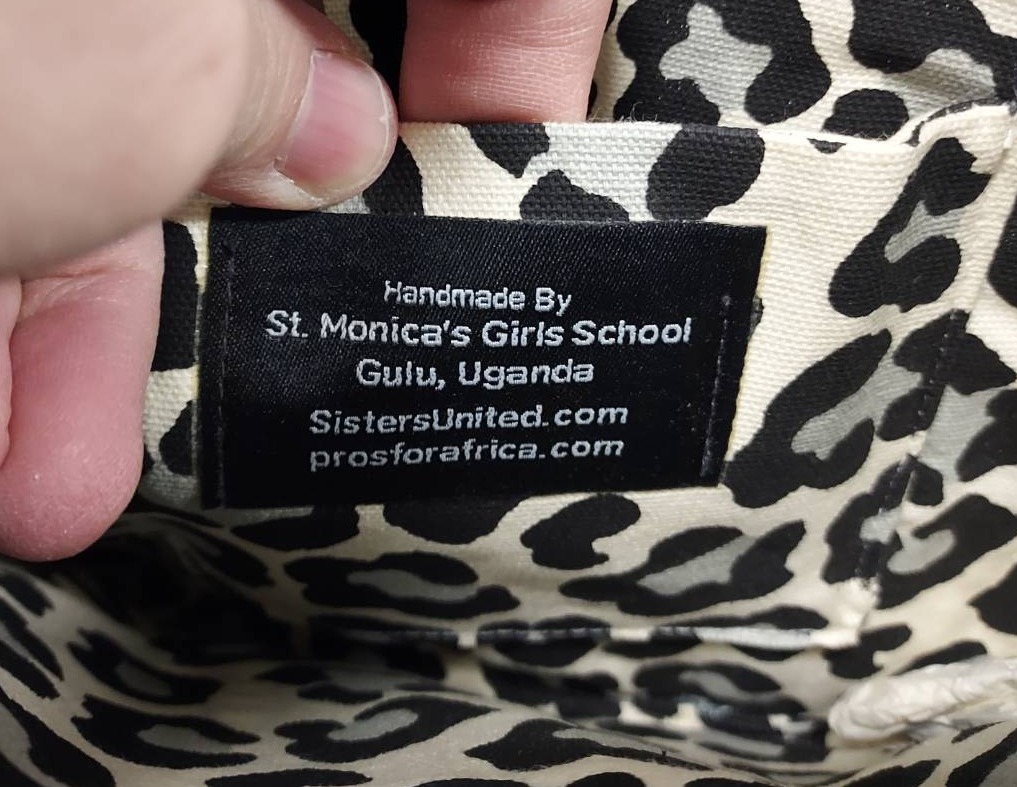 Handmade By
St. Monica's Girls School
Gulu, Uganda
SistersUnited.com
prosforafrica.com